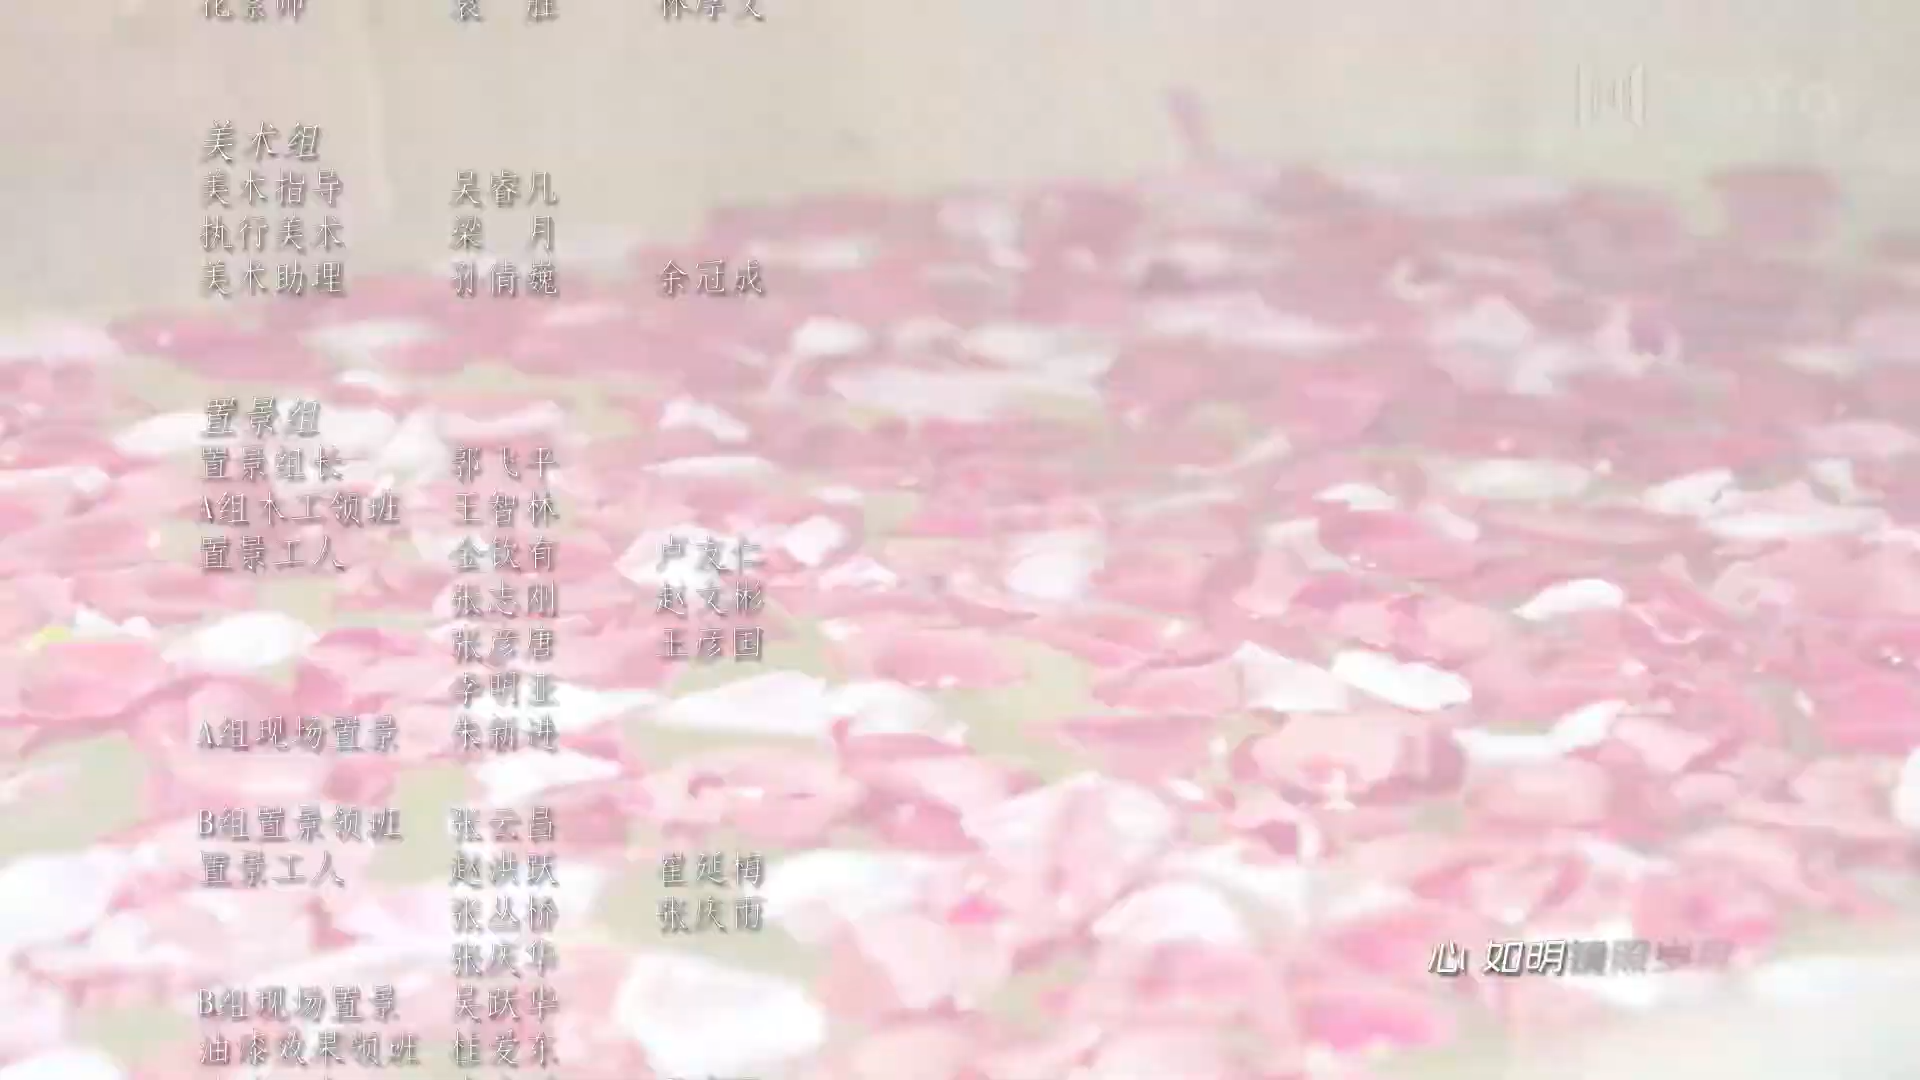 美术组
美术指导 吴睿凡
执行美术 梁 月
美术助理 孙倩巍 余冠成
置景组
置景组长 郭飞平
A组木工领班 王智林
置景工人 金钦有 卢友仁
张志刚 赵文彬
张彦唐 王彦国
李明亚
A组现场置景 朱新进
B组置景领班 张云昌
置景工人 赵洪跃 崔延梅
张丛桥 张庆雨
张庆华
心 如明
B组现场置景 吴跃华
油漆效果领班 桂爱东